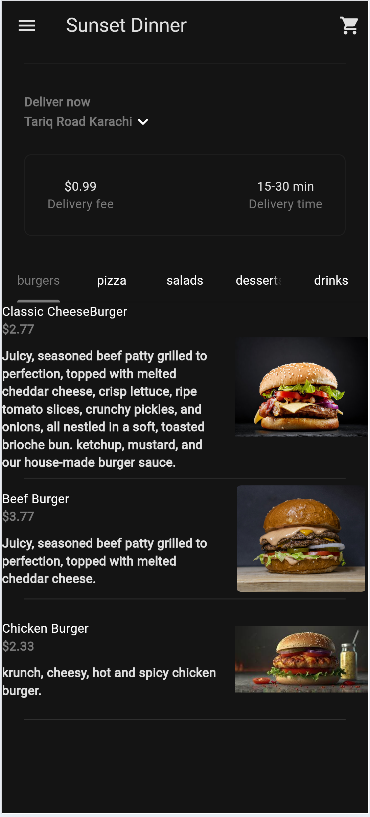 Sunset Dinner
Deliver now
Tariq Road Karachi
$0.99 15-30 min
Delivery fee Delivery time
burgers pizza salads dessert drinks
Classic CheeseBurger
$2.77
Juicy, seasoned beef patty grilled to
perfection, topped with melted
cheddar cheese, crisp lettuce, ripe
tomato slices, crunchy pickles, and
onions, all nestled in a soft, toasted
brioche bun. ketchup, mustard, and
our house-made burger sauce.
Beef Burger
$3.77
Juicy, seasoned beef patty grilled to
perfection, topped with melted
cheddar cheese.
Chicken Burger
$2.33
krunch, cheesy, hot and spicy chicken
burger.